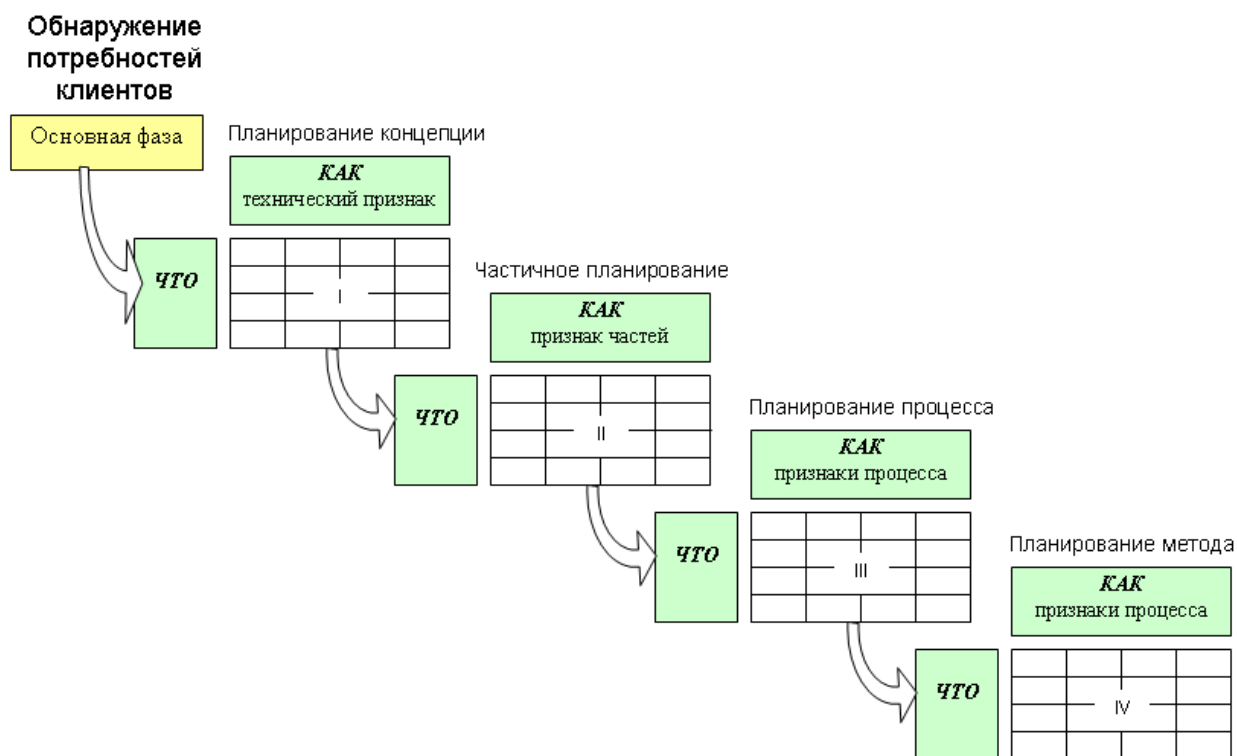 Обнаружение
потребностей
клиентов
Основная фаза
Планирование концепции
КАК
технический признак
ЧТО
I
Частичное планирование
КАК
признак частей
ЧТО
II
Планирование процесса
КАК
признаки процесса
ЧТО
III
Планирование метода
КАК
признаки процесса
ЧТО
IV